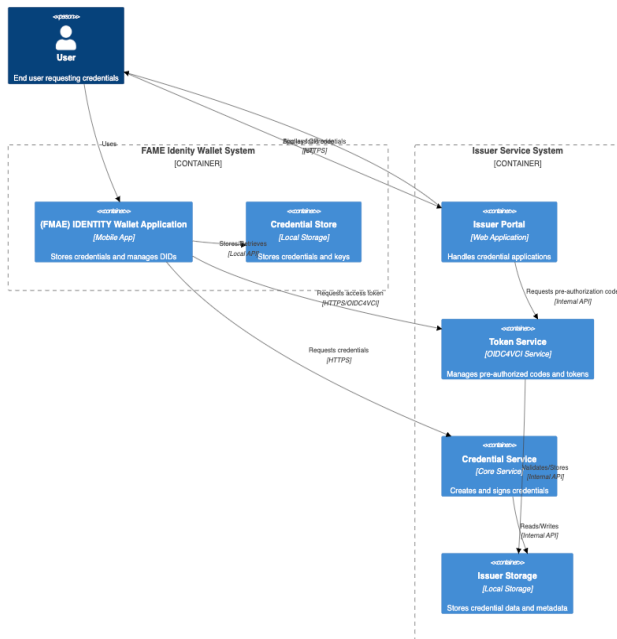 <<person>>
User
End user requesting credentials
Uses
[HTTPS]
FAME Idenity Wallet System
[CONTAINER]
Issuer Service System
[CONTAINER]
<<container>>
(FMAE) IDENTITY Wallet Application
[Mobile App]
Stores credentials and manages DIDs
<<container>>
Credential Store
[Local Storage]
Stores credentials and keys
Stores/Retrieves
[Local API]
<<container>>
Issuer Portal
[Web Application]
Handles credential applications
Requests access token
[HTTPS/OIDC4VCI]
Requests pre-authorization code
[Internal API]
<<container>>
Token Service
[OIDC4VCI Service]
Manages pre-authorized codes and tokens
Requests credentials
[HTTPS]
<<container>>
Credential Service
[Core Service]
Creates and signs credentials
Validates/Stores
[Internal API]
Reads/Writes
[Internal API]
<<container>>
Issuer Storage
[Local Storage]
Stores credential data and metadata